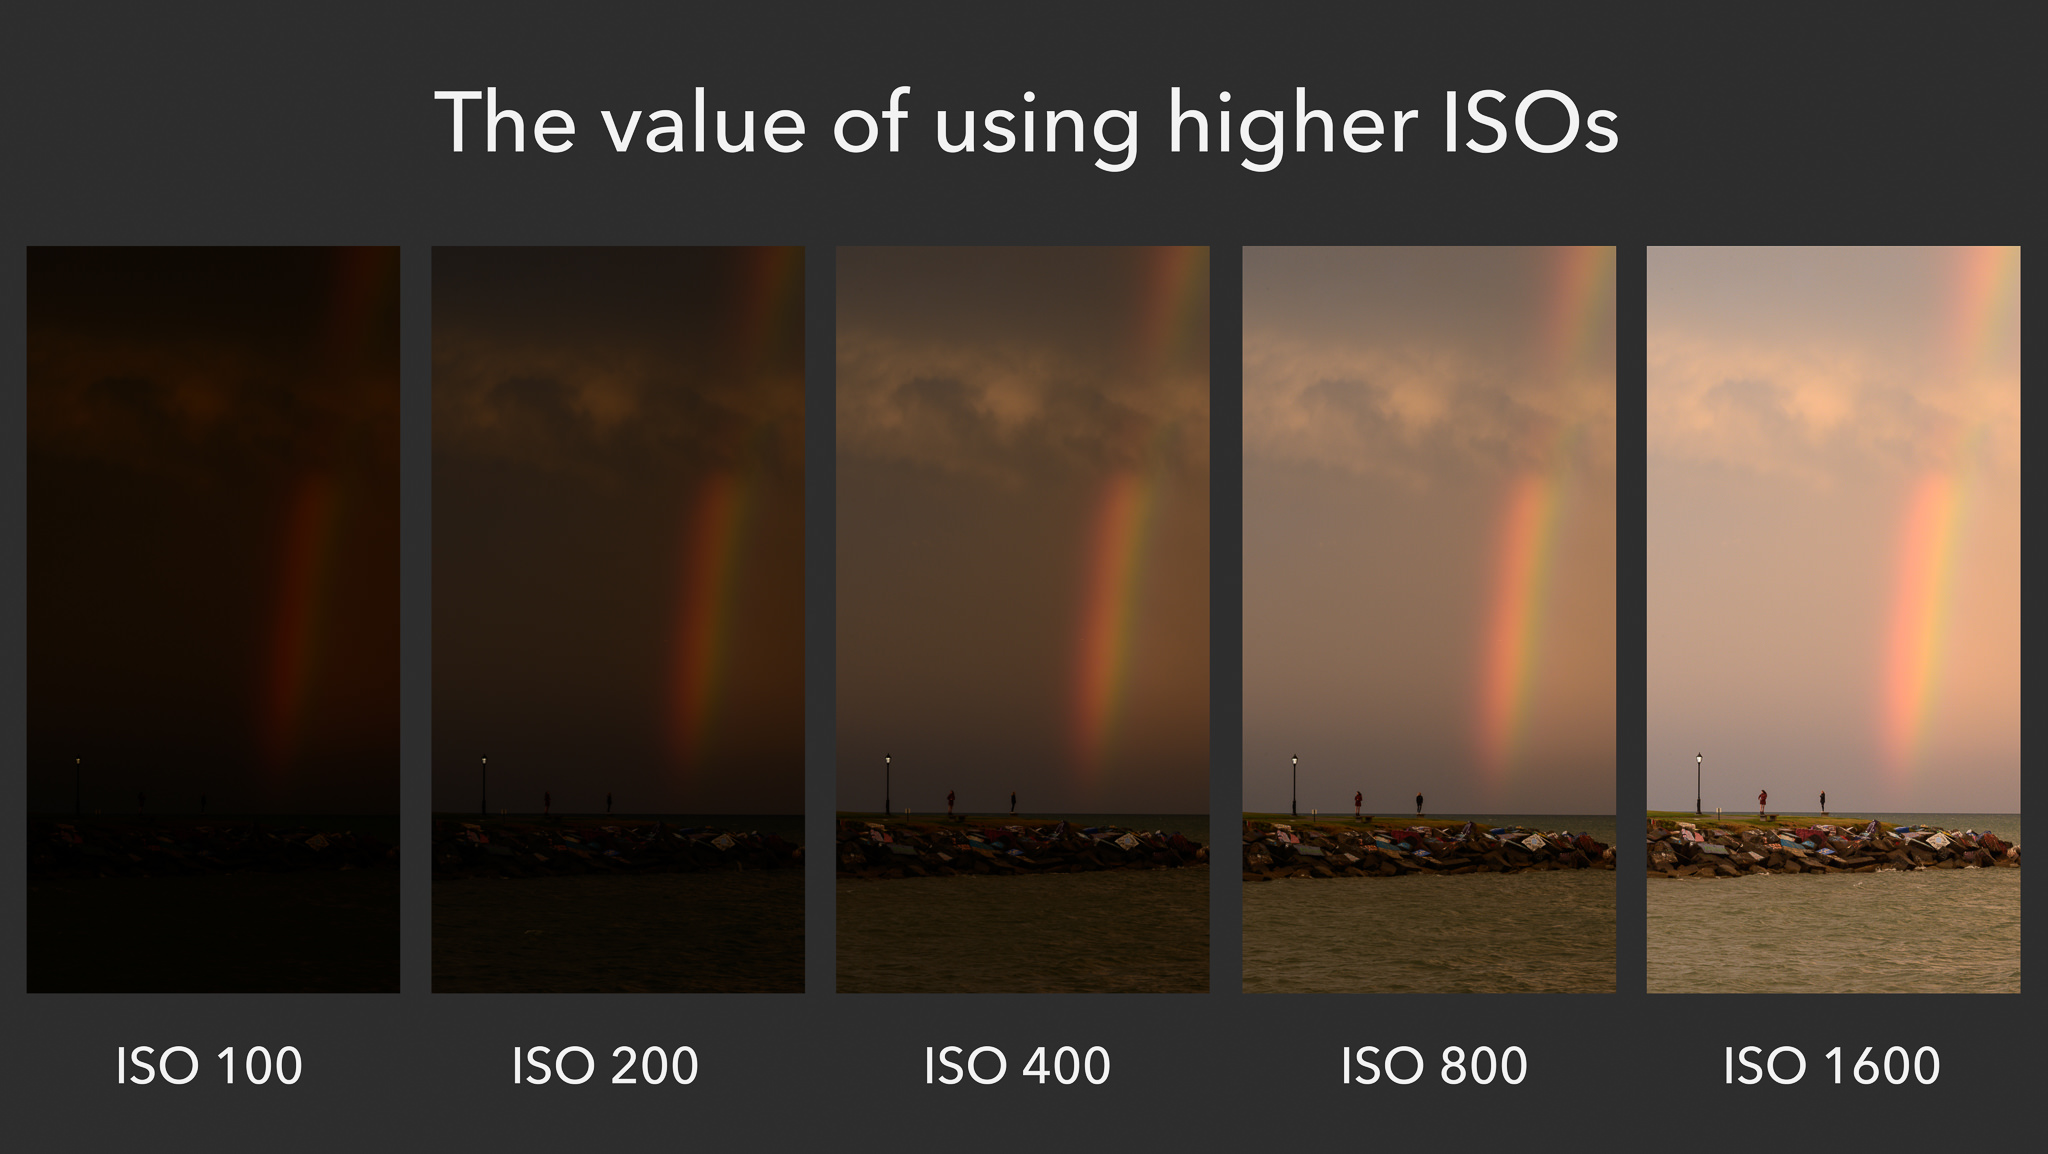 The value of using higher ISOs
ISO 100
ISO 200
ISO 400
ISO 800
ISO 1600